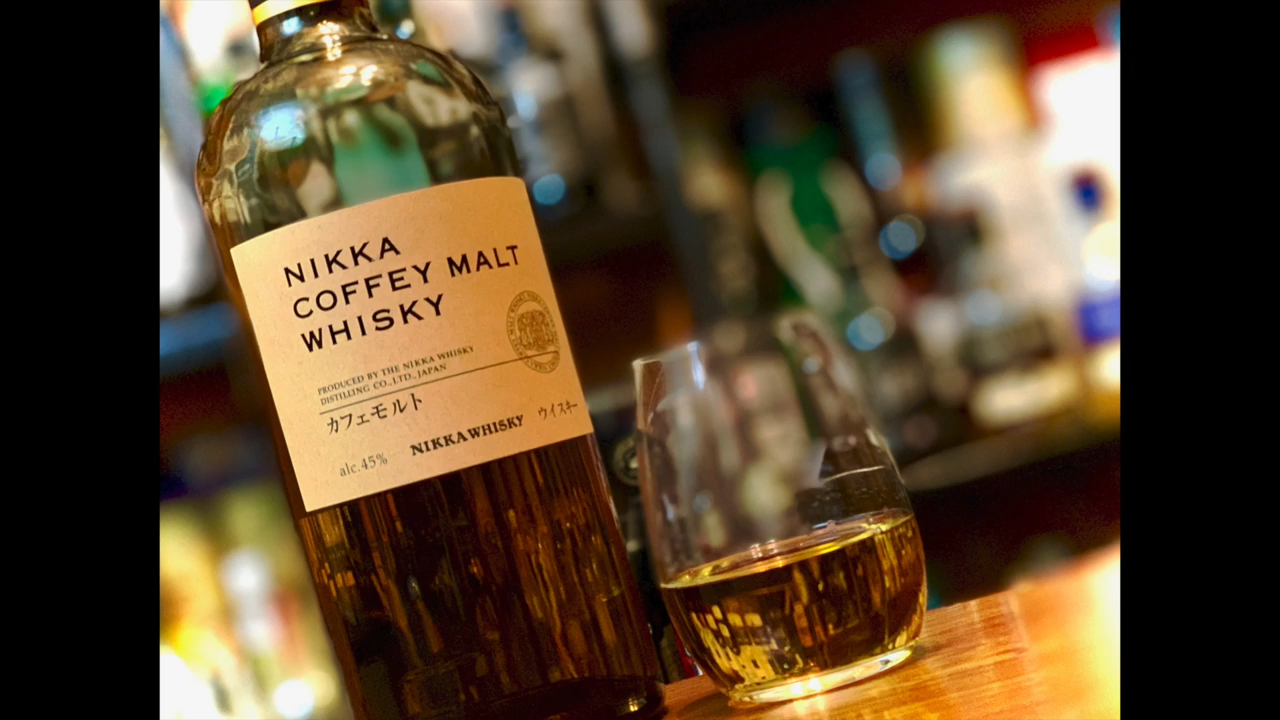 NIKKA
COFFEY MALT
WHISKY
PRODUCED BY THE NIKKA WHISKY
DISTILLING CO., LTD., JAPAN
カフェモルト
ウイスキー
alc.45%
NIKKA WHISKY